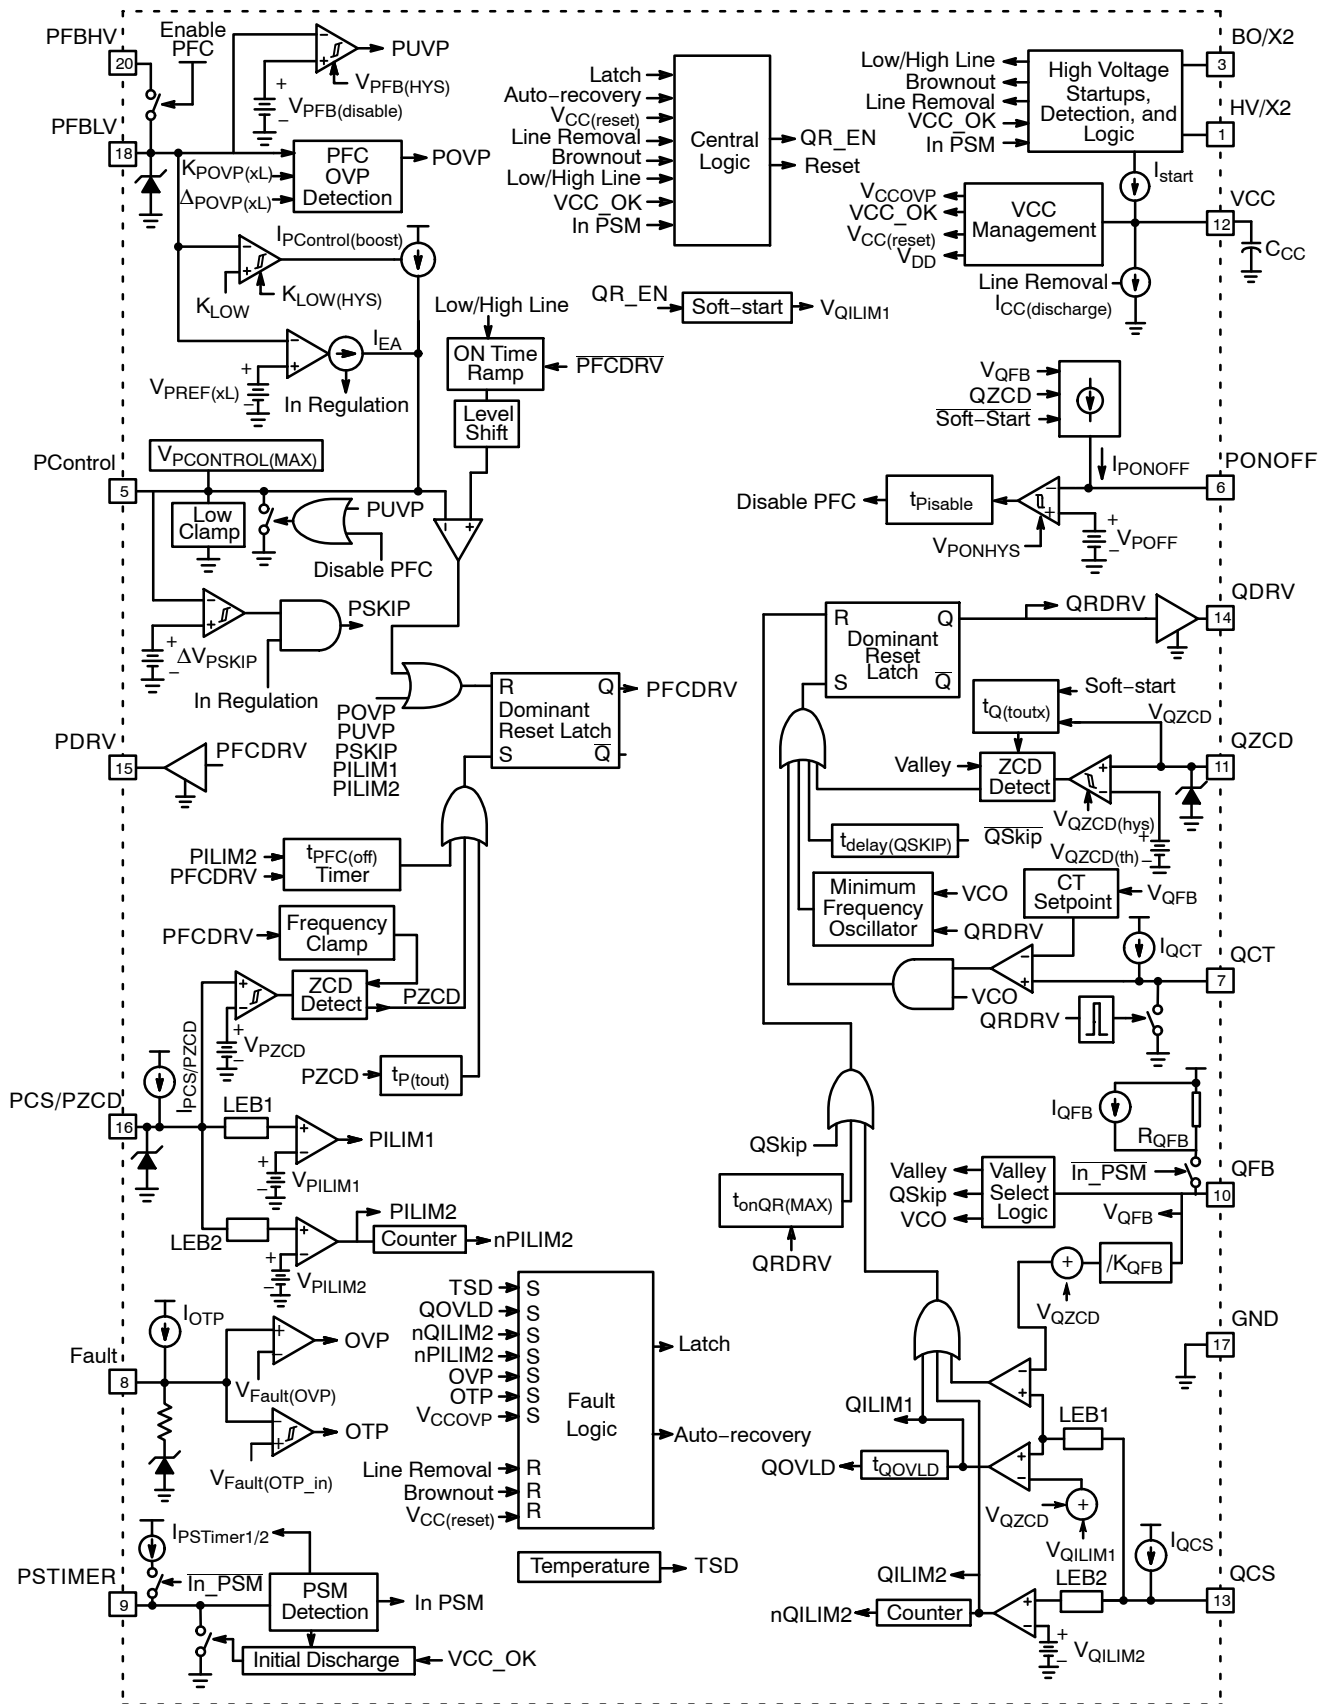 PFBHV
20
Enable
PFC
PUVP
VPFB(HYS)
VPFB(disable)
+
−
PFBLV
18
KPOVP(xL)
ΔPOVP(xL)
PFC
OVP
Detection
POVP
IPControl(boost)
KLOW
KLOW(HYS)
IEA
VPREF(xL)
In Regulation
Low/High Line
ON Time
Ramp
PFCDRV
Level
Shift
Latch
Auto−recovery
VCC(reset)
Line Removal
Brownout
Low/High Line
VCC_OK
In PSM
Central
Logic
QR_EN
Reset
QR_EN
Soft−start
VQILIM1
Low/High Line
Brownout
Line Removal
VCC_OK
In PSM
High Voltage
Startups,
Detection, and
Logic
BO/X2
3
HV/X2
1
Istart
VCCOVP
VCC_OK
VCC(reset)
VDD
VCC
Management
VCC
12
CCC
Line Removal
ICC(discharge)
VQFB
QZCD
Soft−Start
IPONOFF
PONOFF
6
Disable PFC
tPisable
VPONHYS
VPOFF
PControl
5
VPCONTROL(MAX)
Low
Clamp
PUVP
Disable PFC
PSKIP
ΔVPSKIP
In Regulation
POVP
PUVP
PSKIP
PILIM1
PILIM2
R
Q
Dominant
Reset Latch
S
Q
PFCDRV
PDRV
15
PFCDRV
PILIM2
PFCDRV
tPFC(off)
Timer
PFCDRV
Frequency
Clamp
ZCD
Detect
PZCD
VPZCD
PZCD
tP(tout)
IPCS/PZCD
PCS/PZCD
16
LEB1
PILIM1
VPILIM1
LEB2
PILIM2
Counter
nPILIM2
VPILIM2
R
Q
Dominant
Reset
Latch
S
Q
QRDRV
QDRV
14
Soft−start
tQ(toutx)
VQZCD
QZCD
11
Valley
ZCD
Detect
VQZCD(hys)
VQZCD(th)
tdelay(QSKIP)
QSkip
Minimum
Frequency
Oscillator
VCO
QRDRV
CT
Setpoint
VQFB
IQCT
QCT
7
VCO
QRDRV
QSkip
tonQR(MAX)
QRDRV
IQFB
RQFB
In_PSM
QFB
10
Valley
QSkip
VCO
Valley
Select
Logic
VQFB
/KQFB
VQZCD
GND
17
IOTP
Fault
8
OVP
VFault(OVP)
OTP
VFault(OTP_in)
TSD
QOVLD
nQILIM2
nPILIM2
OVP
OTP
VCCOVP
Line Removal
Brownout
VCC(reset)
S
S
S
S
S
S
S
R
R
R
Fault
Logic
Latch
Auto−recovery
Temperature
TSD
QILIM1
QOVLD
tQOVLD
LEB1
VQZCD
VQILIM1
IQCS
QCS
13
LEB2
QILIM2
nQILIM2
Counter
VQILIM2
IPSTimer1/2
PSTIMER
9
In_PSM
PSM
Detection
In PSM
Initial Discharge
VCC_OK